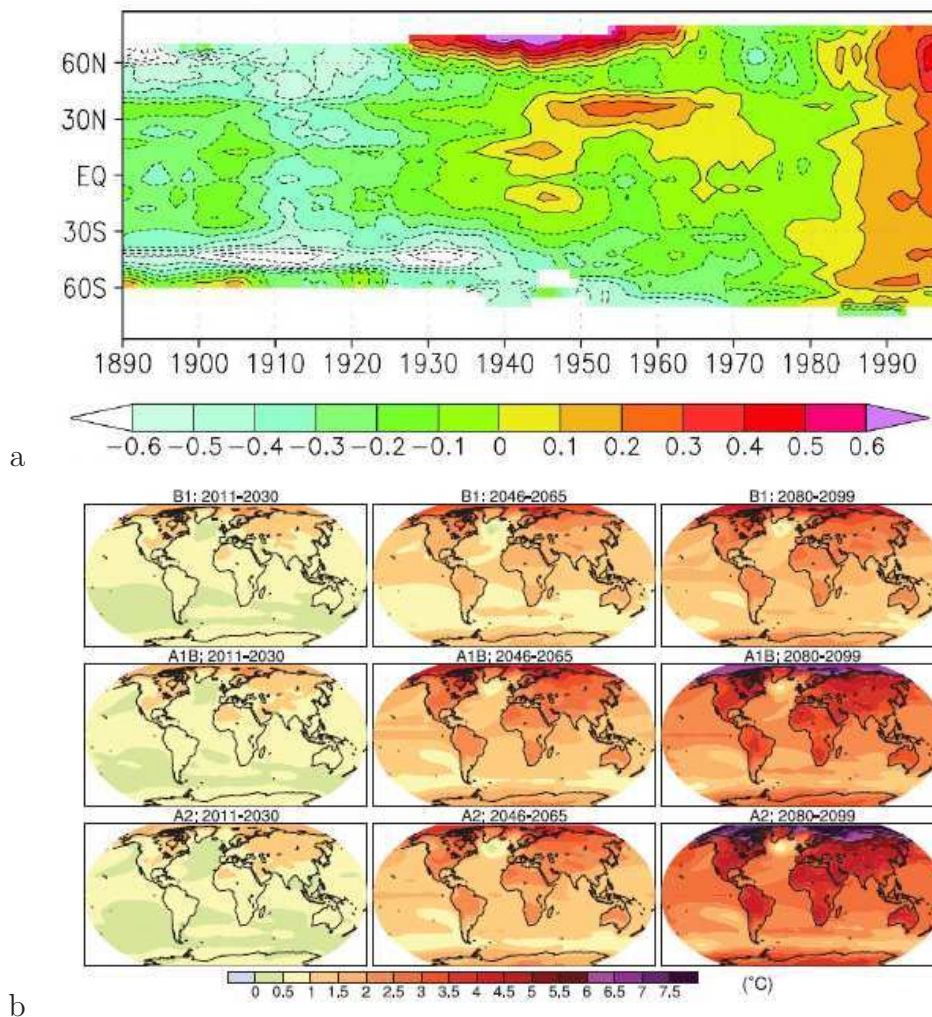 60N
30N
EQ
30S
60S
1890 1900 1910 1920 1930 1940 1950 1960 1970 1980 1990
−0.6 −0.5 −0.4 −0.3 −0.2 −0.1 0 0.1 0.2 0.3 0.4 0.5 0.6
a
B1: 2011-2030 B1: 2046-2065 B1: 2080-2099
A1B; 2011-2030 A1B; 2046-2065 A1B; 2080-2099
A2; 2011-2030 A2; 2046-2065 A2; 2080-2099
0 0.5 1 1.5 2 2.5 3 3.5 4 4.5 5 5.5 6 6.5 7 7.5 (°C)
b